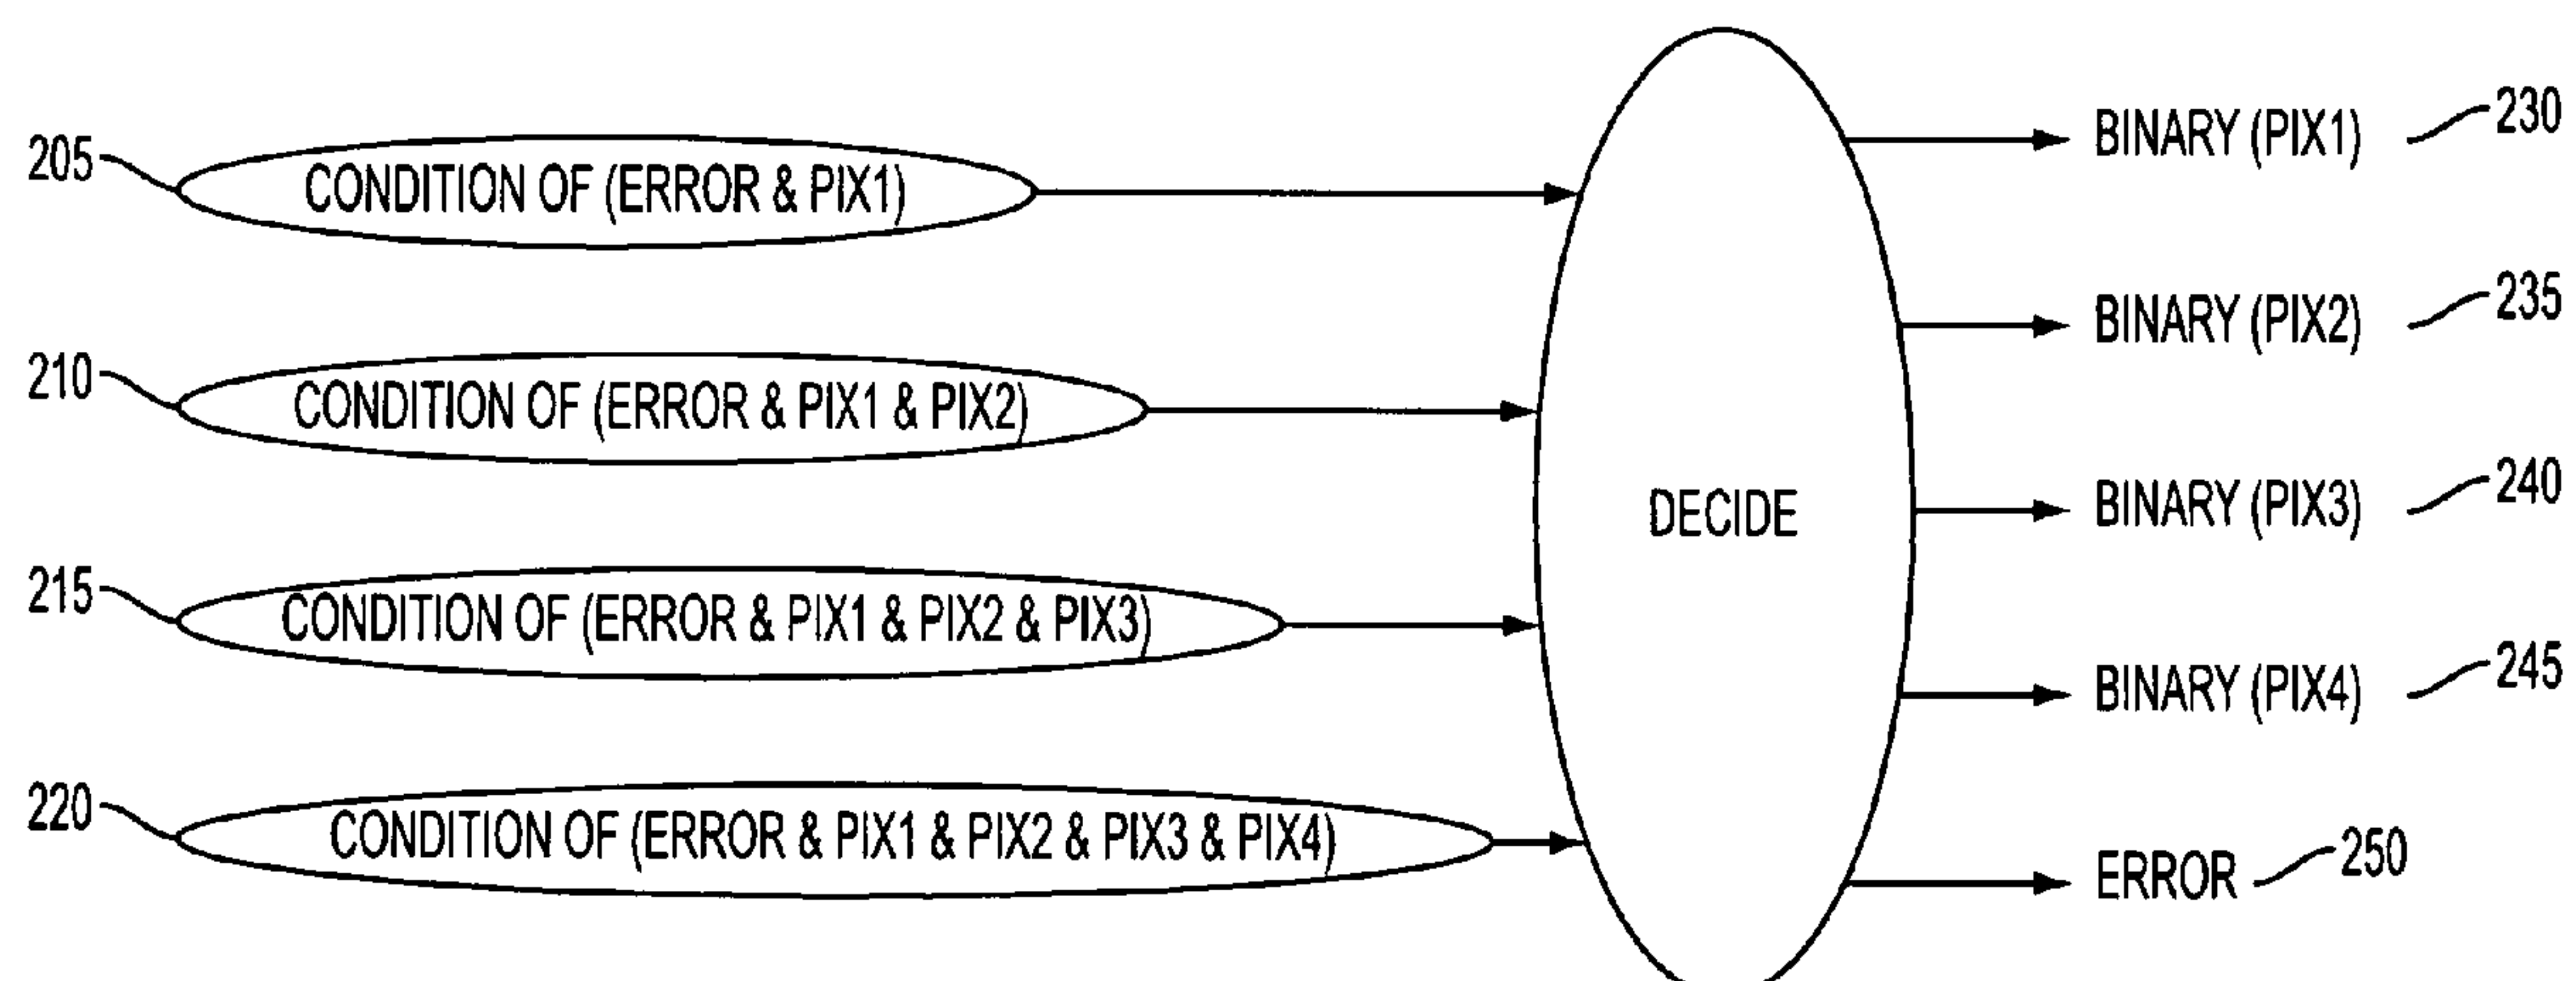 205 CONDITION OF (ERROR & PIX1)
210 CONDITION OF (ERROR & PIX1 & PIX2)
215 CONDITION OF (ERROR & PIX1 & PIX2 & PIX3)
220 CONDITION OF (ERROR & PIX1 & PIX2 & PIX3 & PIX4)
DECIDE
BINARY (PIX1) 230
BINARY (PIX2) 235
BINARY (PIX3) 240
BINARY (PIX4) 245
ERROR 250